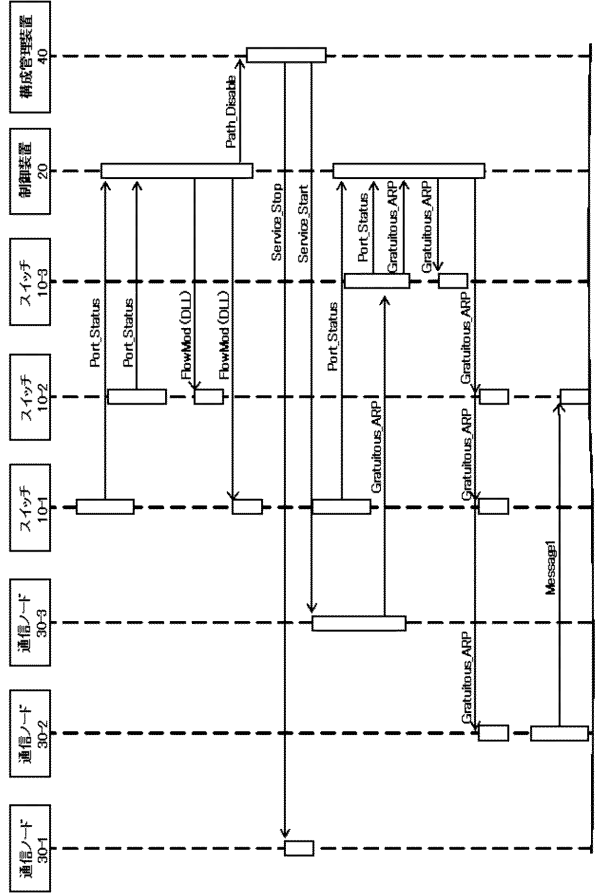 通信ノード
30-1
通信ノード
30-2
通信ノード
30-3
スイッチ
10-1
スイッチ
10-2
スイッチ
10-3
制御装置
20
構成管理装置
40
Port_Status
Port_Status
FlowMod (DLL)
FlowMod (DLL)
Path_Disable
Service_Stop
Service_Start
Port_Status
Port_Status
Gratuitous_ARP
Gratuitous_ARP
Gratuitous_ARP
Gratuitous_ARP
Gratuitous_ARP
Gratuitous_ARP
Message1